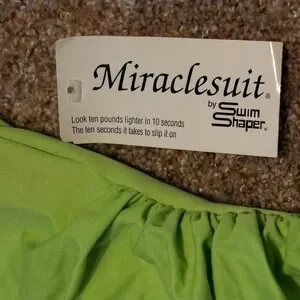 Miraclesuit®
by Swim
Shaper®
Look ten pounds lighter in 10 seconds
The ten seconds it takes to slip it on